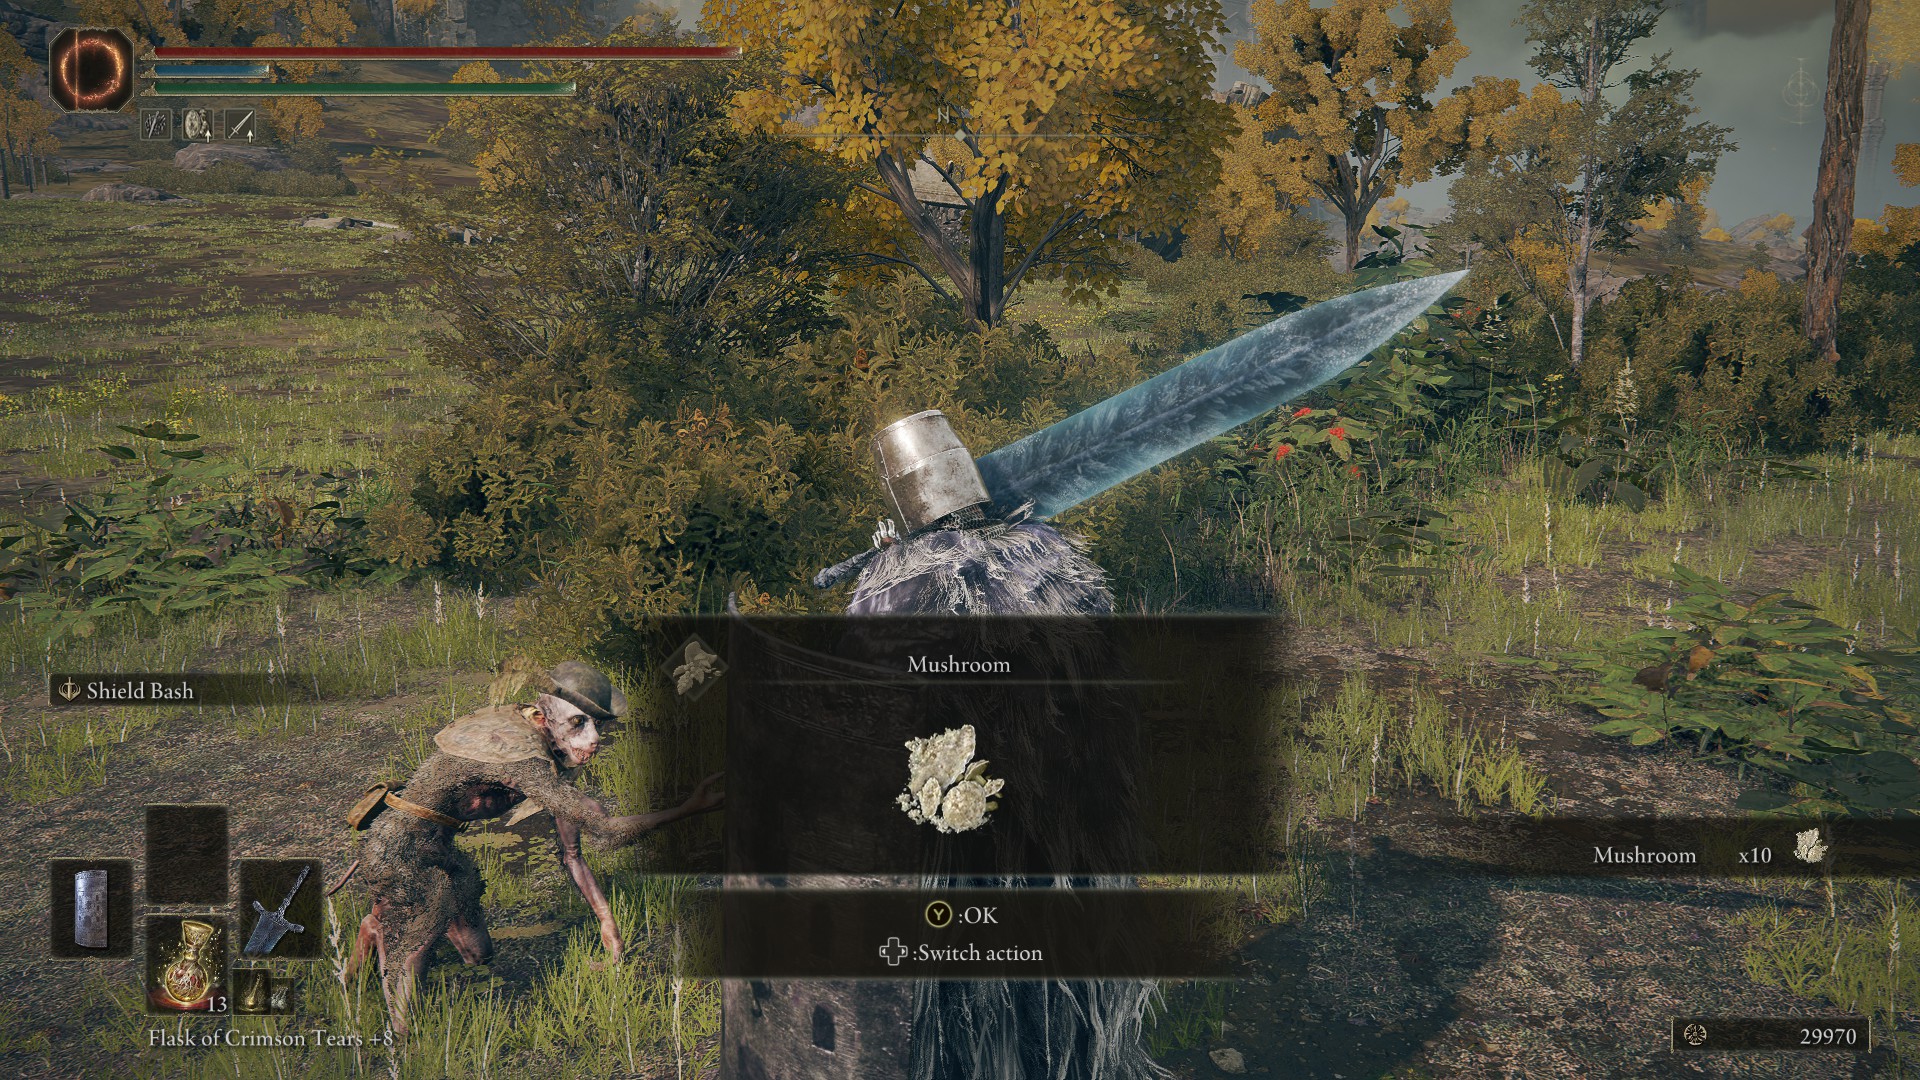 N
Mushroom
Shield Bash
Mushroom x10
Y :OK
:Switch action
13
Flask of Crimson Tears +8
29970